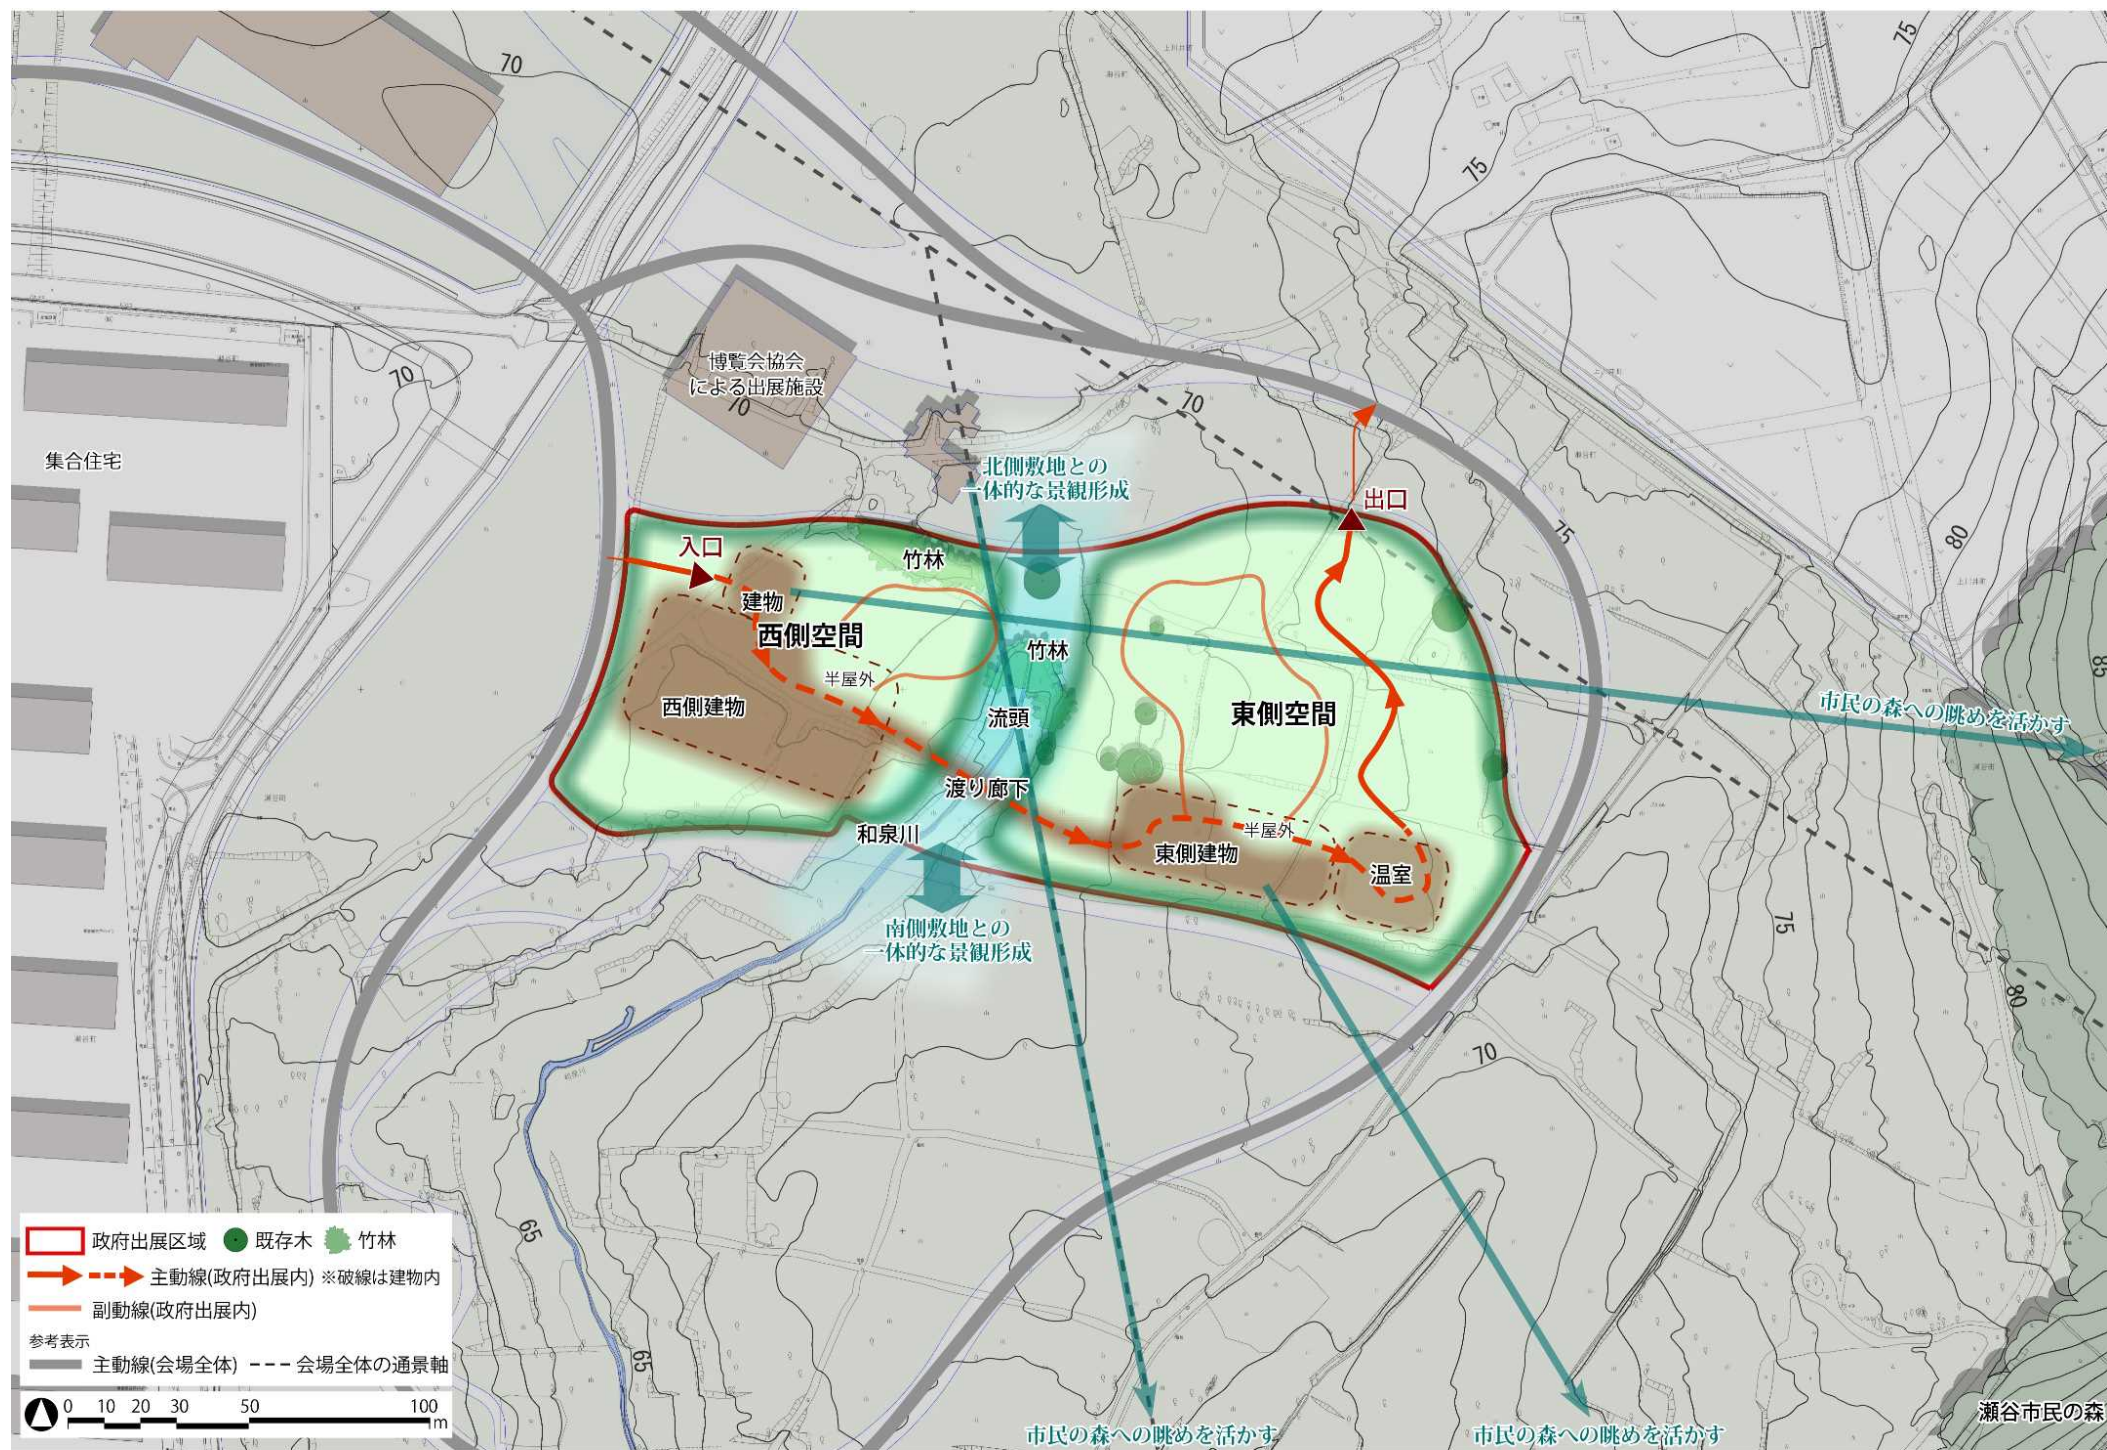 70
75
75
70
博覧会協会
による出展施設
70
70
集合住宅
北側敷地との
一体的な景観形成
出口
75
80
入口
竹林
建物
西側空間
竹林
半屋外
85
西側建物
流頭
東側空間
市民の森への眺めを活かす
渡り廊下
和泉川
半屋外
東側建物
温室
南側敷地との
一体的な景観形成
75
80
70
65
65
政府出展区域
既存木
竹林
主動線(政府出展内) ※破線は建物内
副動線(政府出展内)
参考表示
主動線(会場全体)
会場全体の通景軸
0 10 20 30 50 100
m
市民の森への眺めを活かす
市民の森への眺めを活かす
瀬谷市民の森